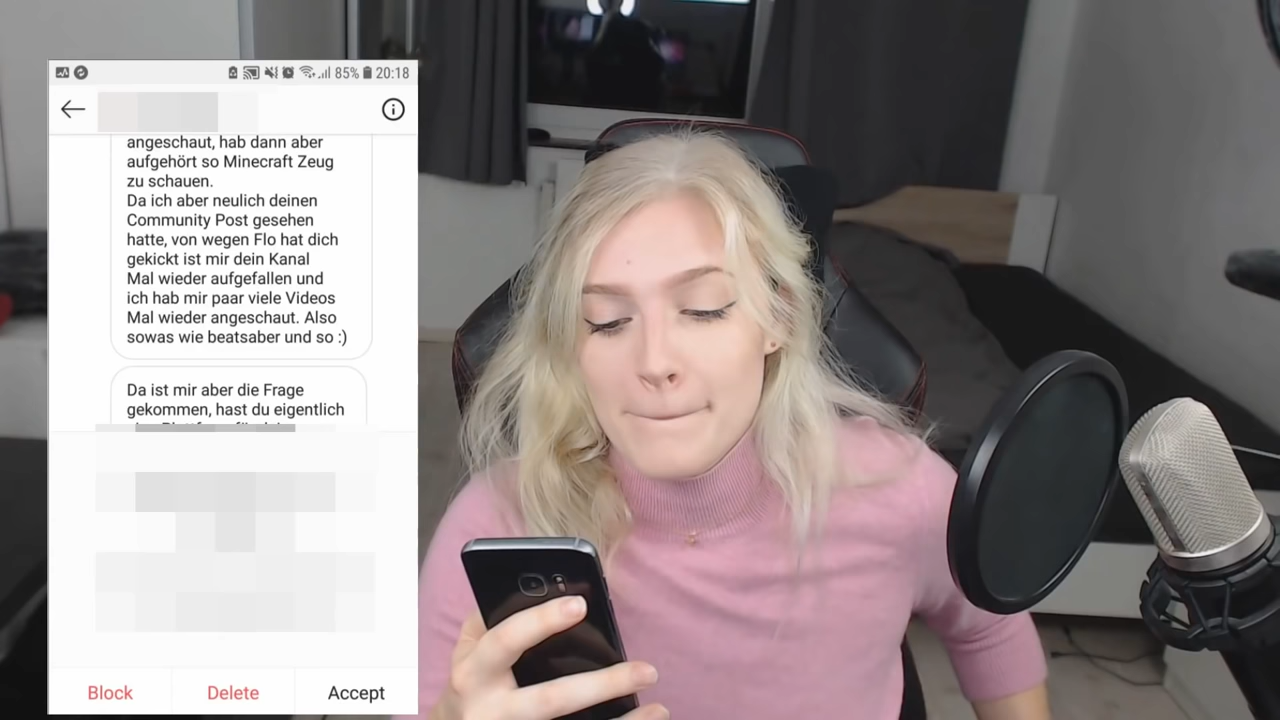 85% 20:18
angeschaut, hab dann aber
aufgehört so Minecraft Zeug
zu schauen.
Da ich aber neulich deinen
Community Post gesehen
hatte, von wegen Flo hat dich
gekickt ist mir dein Kanal
Mal wieder aufgefallen und
ich hab mir paar viele Videos
Mal wieder angeschaut. Also
sowas wie beatsaber und so :)
Da ist mir aber die Frage
gekommen, hast du eigentlich
Block Delete Accept